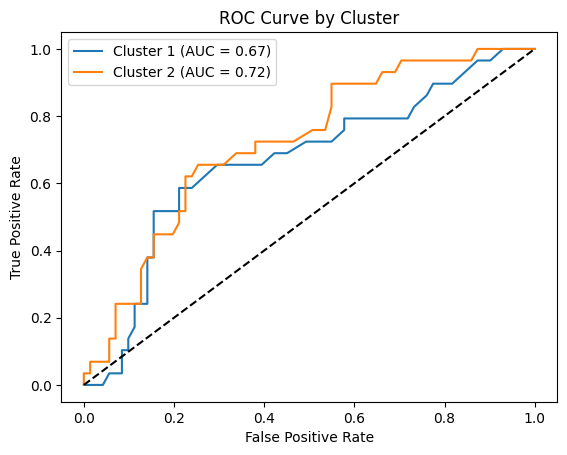 ROC Curve by Cluster
Cluster 1 (AUC = 0.67)
Cluster 2 (AUC = 0.72)
True Positive Rate
1.0
0.8
0.6
0.4
0.2
0.0
0.0 0.2 0.4 0.6 0.8 1.0
False Positive Rate